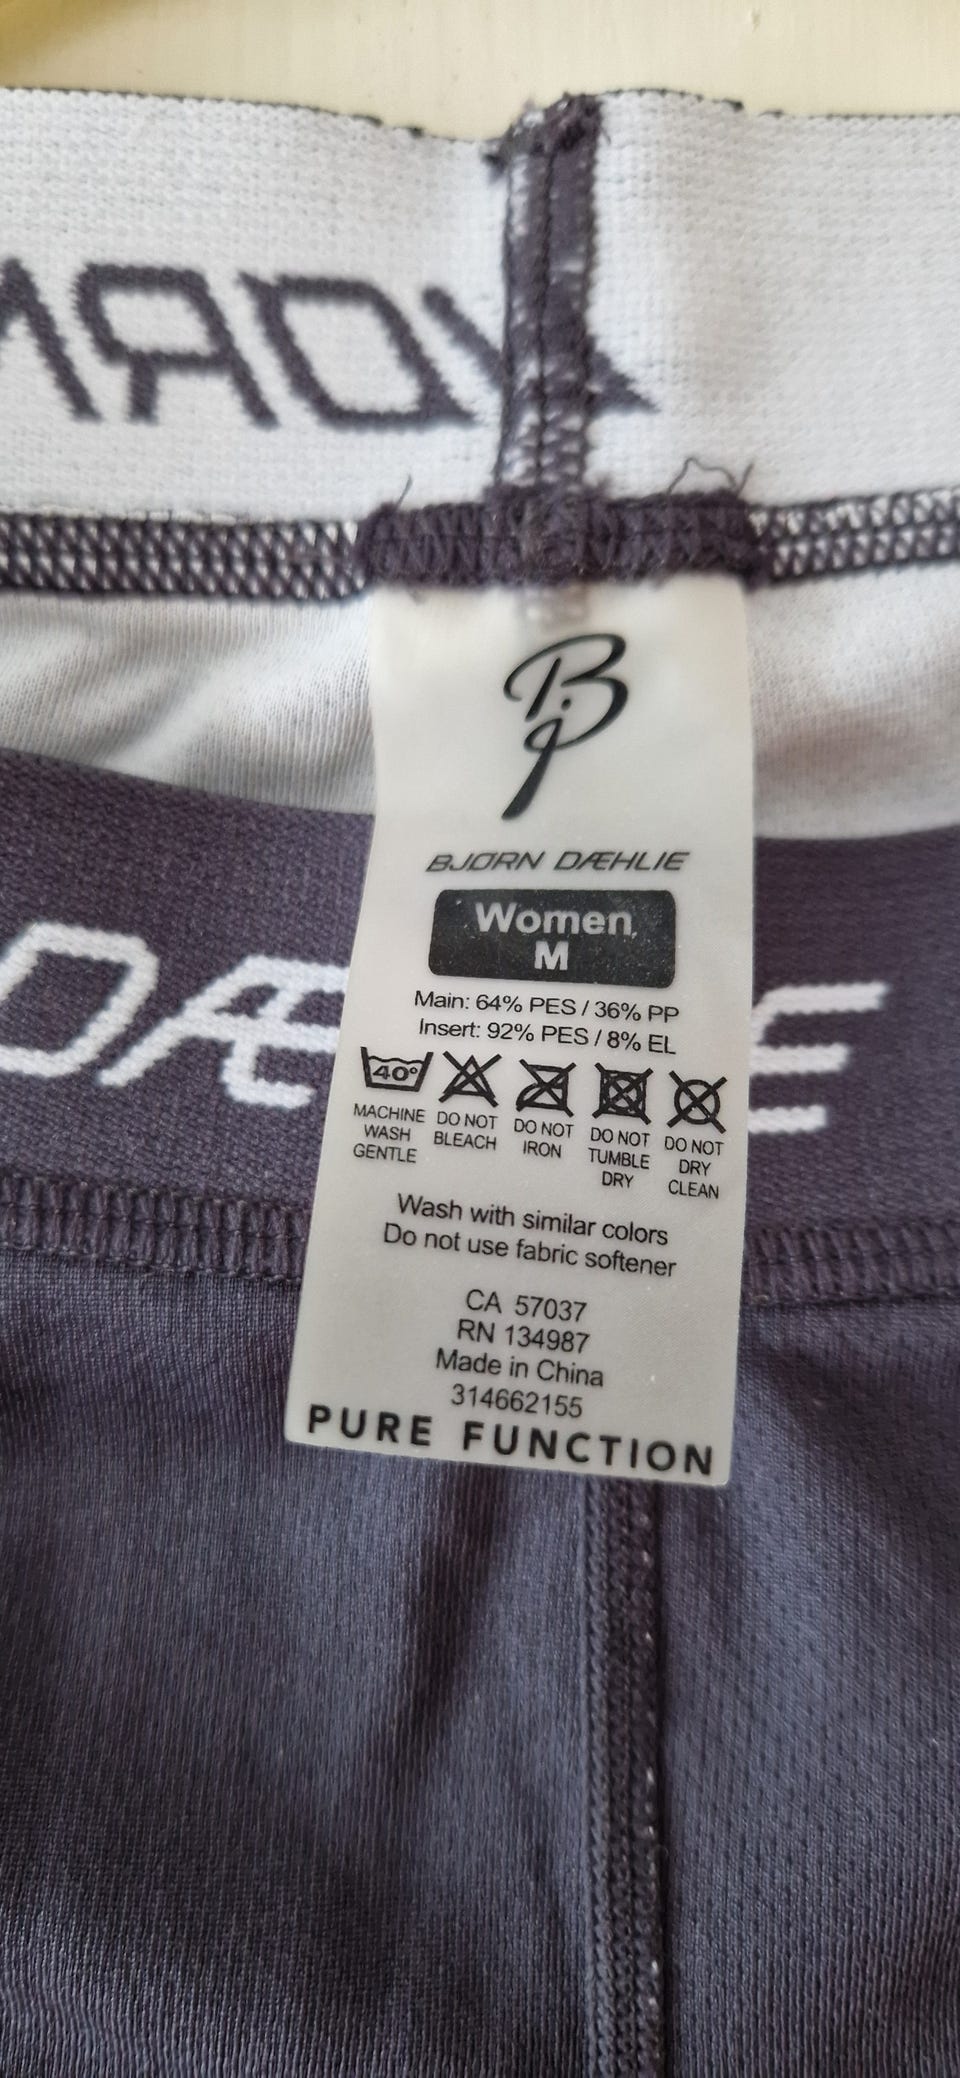 BJØRN DÆHLIE
Women
M
Main: 64% PES / 36% PP
Insert: 92% PES / 8% EL
40°
MACHINE WASH GENTLE
DO NOT BLEACH
DO NOT IRON
DO NOT TUMBLE DRY
DO NOT DRY CLEAN
Wash with similar colors
Do not use fabric softener
CA 57037
RN 134987
Made in China
314662155
PURE FUNCTION
DÆ
E